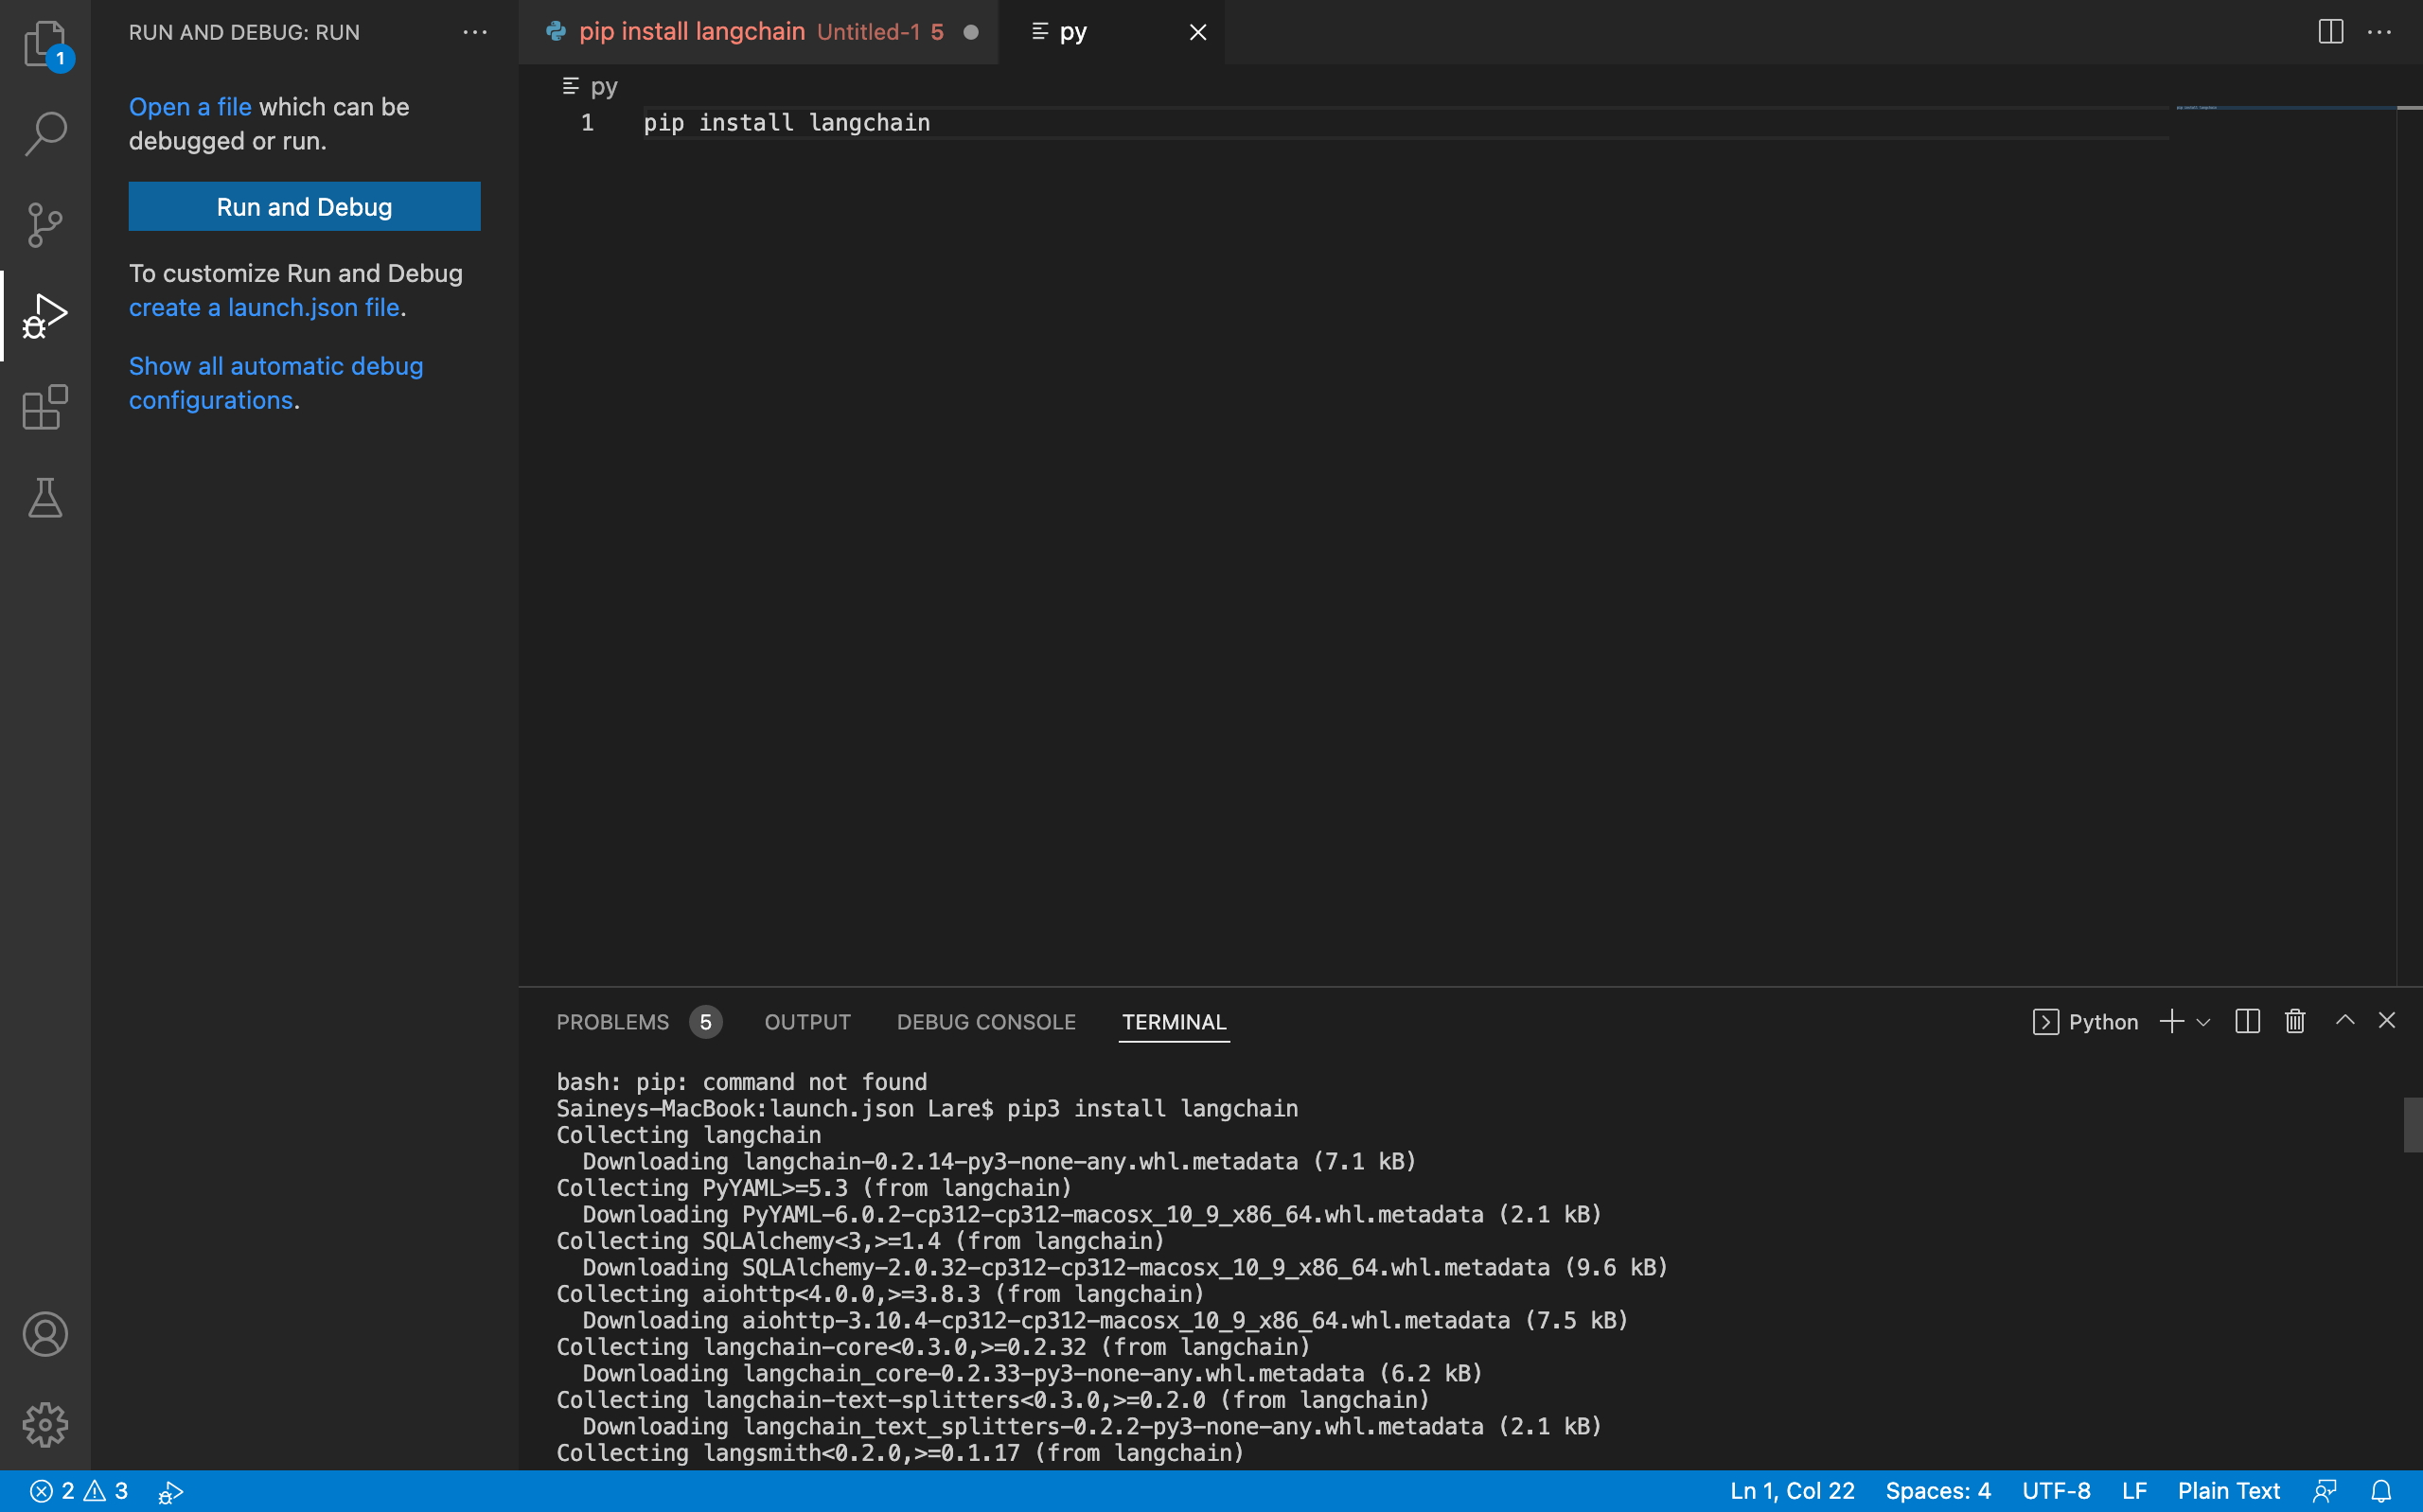 1
RUN AND DEBUG: RUN
Open a file which can be
debugged or run.
Run and Debug
To customize Run and Debug
create a launch.json file.
Show all automatic debug
configurations.
pip install langchain Untitled-1 5
py
py
1 pip install langchain
PROBLEMS 5 OUTPUT DEBUG CONSOLE TERMINAL
Python
bash: pip: command not found
Saineys-MacBook:launch.json Lare$ pip3 install langchain
Collecting langchain
Downloading langchain-0.2.14-py3-none-any.whl.metadata (7.1 kB)
Collecting PyYAML>=5.3 (from langchain)
Downloading PyYAML-6.0.2-cp312-cp312-macosx_10_9_x86_64.whl.metadata (2.1 kB)
Collecting SQLAlchemy<3,>=1.4 (from langchain)
Downloading SQLAlchemy-2.0.32-cp312-cp312-macosx_10_9_x86_64.whl.metadata (9.6 kB)
Collecting aiohttp<4.0.0,>=3.8.3 (from langchain)
Downloading aiohttp-3.10.4-cp312-cp312-macosx_10_9_x86_64.whl.metadata (7.5 kB)
Collecting langchain-core<0.3.0,>=0.2.32 (from langchain)
Downloading langchain_core-0.2.33-py3-none-any.whl.metadata (6.2 kB)
Collecting langchain-text-splitters<0.3.0,>=0.2.0 (from langchain)
Downloading langchain_text_splitters-0.2.2-py3-none-any.whl.metadata (2.1 kB)
Collecting langsmith<0.2.0,>=0.1.17 (from langchain)
2 3
Ln 1, Col 22 Spaces: 4 UTF-8 LF Plain Text